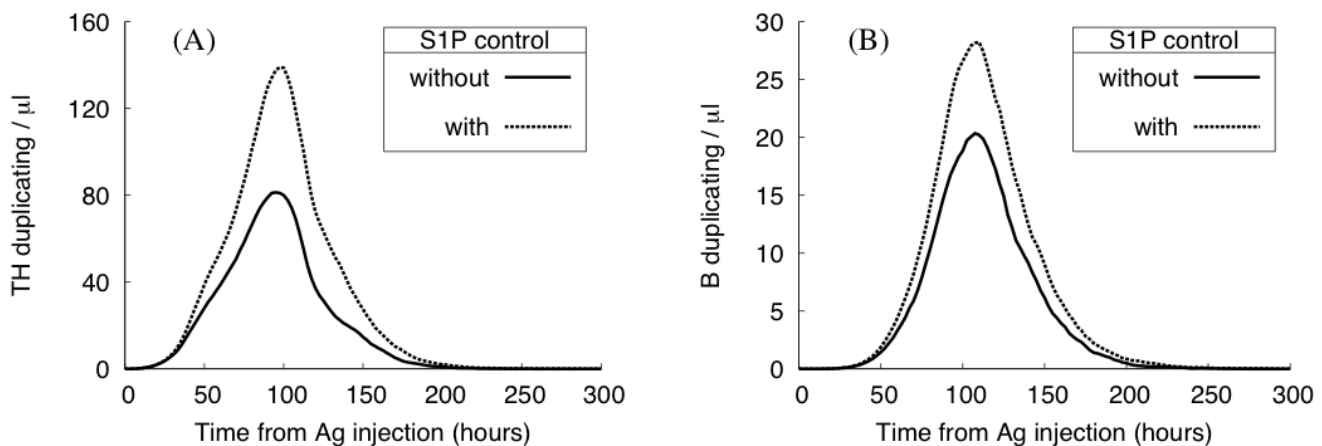 (A)
S1P control
without
with
TH duplicating / μl
160
120
80
40
0
0 50 100 150 200 250 300
Time from Ag injection (hours)
(B)
S1P control
without
with
B duplicating / μl
30
25
20
15
10
5
0
0 50 100 150 200 250 300
Time from Ag injection (hours)